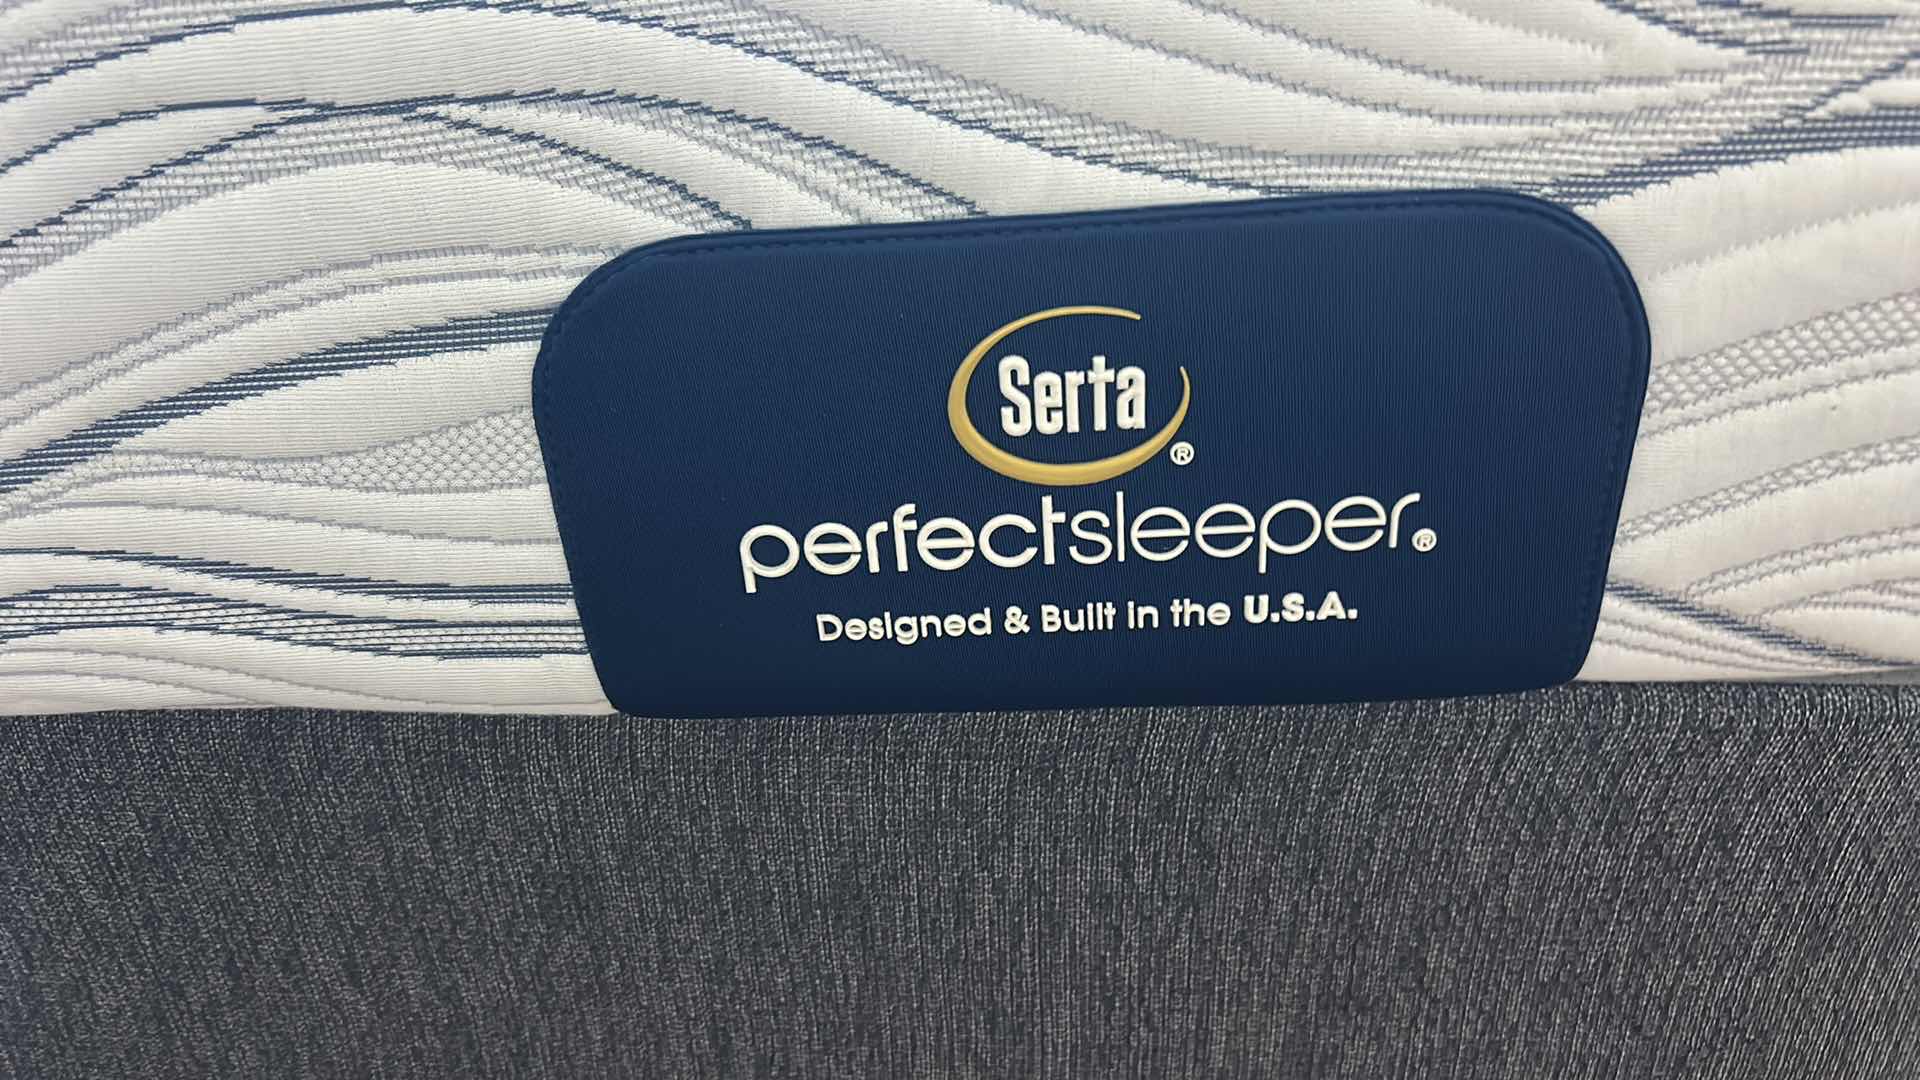 Serta®
perfectsleeper®
Designed & Built in the U.S.A.